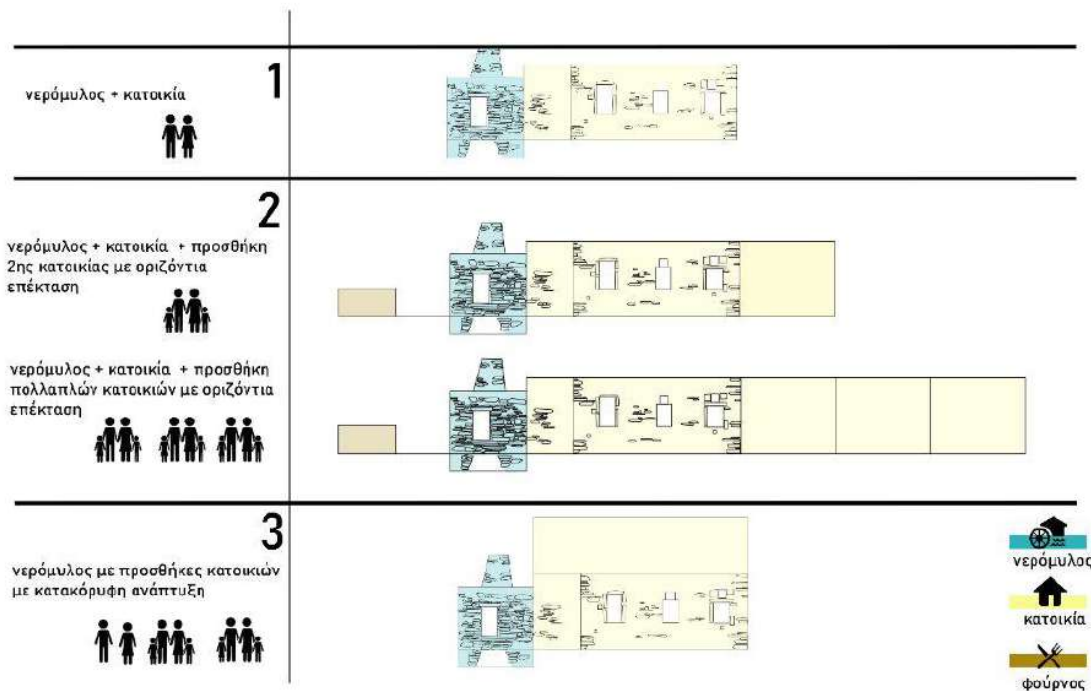 1
νερόμυλος + κατοικία
2
νερόμυλος + κατοικία + προσθήκη
2ης κατοικίας με οριζόντια
επέκταση
νερόμυλος + κατοικία + προσθήκη
πολλαπλών κατοικιών με οριζόντια
επέκταση
3
νερόμυλος με προσθήκες κατοικιών
με κατακόρυφη ανάπτυξη
νερόμυλος
κατοικία
φούρνος